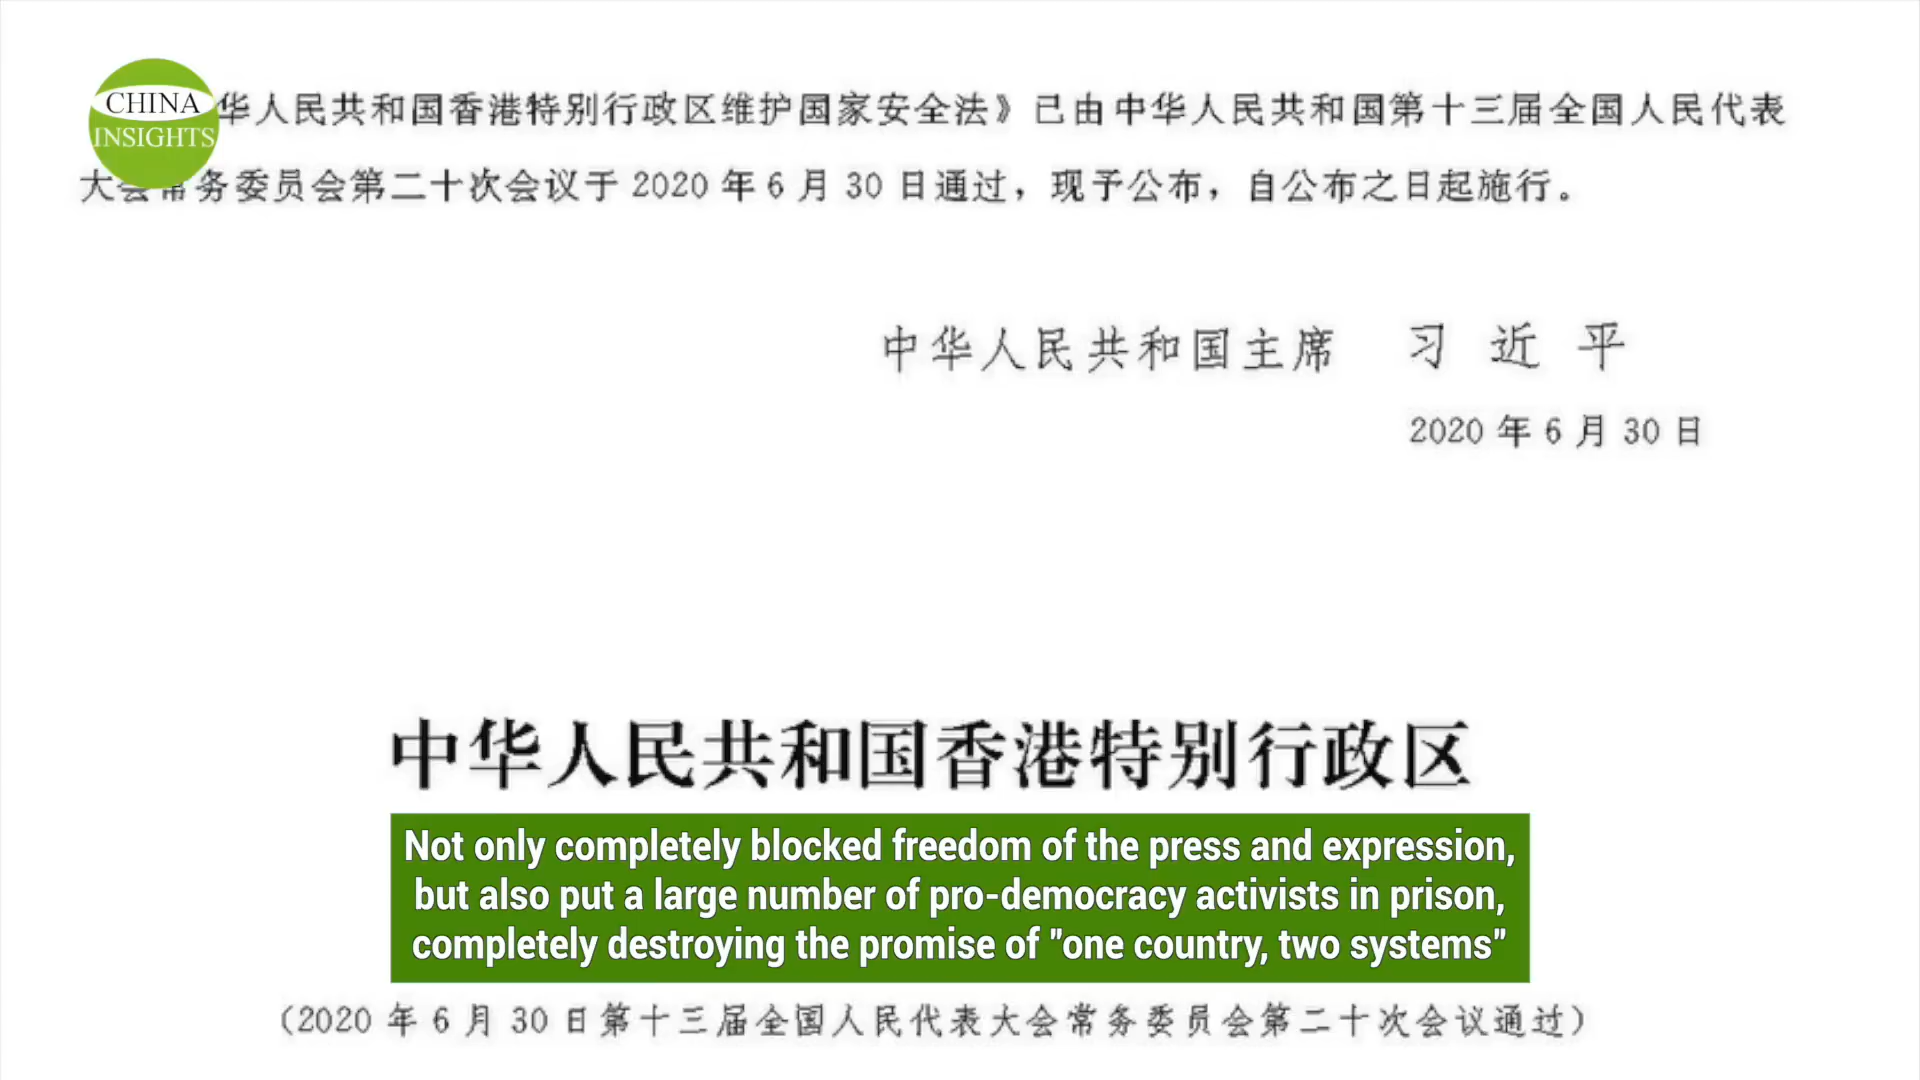 CHINA
INSIGHTS
华人民共和国香港特别行政区维护国家安全法》已由中华人民共和国第十三届全国人民代表
大会常务委员会第二十次会议于 2020 年 6 月 30 日通过，现予公布，自公布之日起施行。
中华人民共和国主席 习 近 平
2020 年 6 月 30 日
中华人民共和国香港特别行政区
Not only completely blocked freedom of the press and expression,
but also put a large number of pro-democracy activists in prison,
completely destroying the promise of "one country, two systems"
（2020 年 6 月 30 日第十三届全国人民代表大会常务委员会第二十次会议通过）